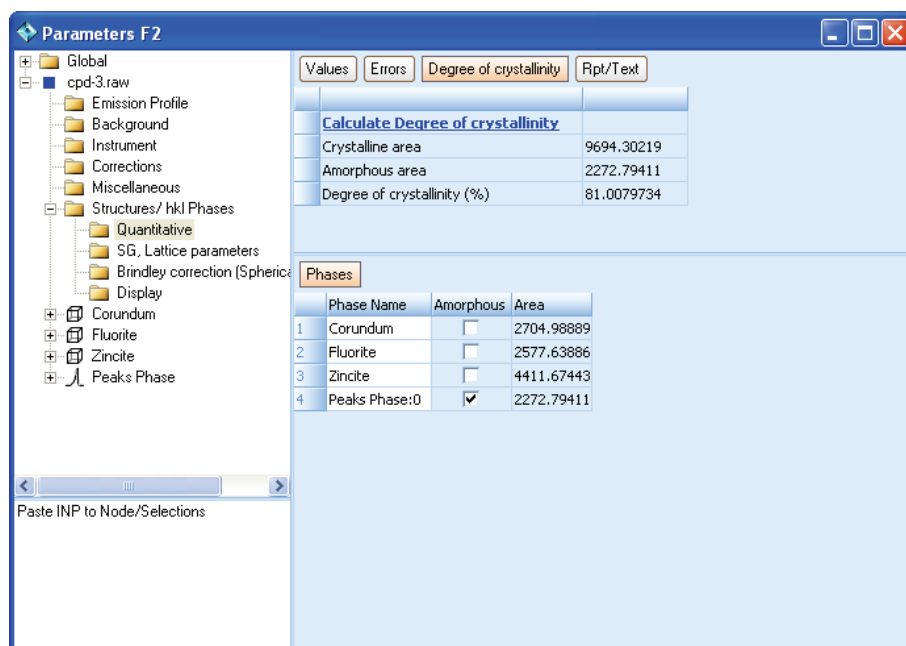 Parameters F2
Global
cpd-3.raw
Emission Profile
Background
Instrument
Corrections
Miscellaneous
Structures/ hkl Phases
Quantitative
SG, Lattice parameters
Brindley correction (Spherica
Display
Corundum
Fluorite
Zincite
Peaks Phase
Paste INP to Node/Selections
Values Errors Degree of crystallinity Rpt/Text
Calculate Degree of crystallinity
Crystalline area 9694.30219
Amorphous area 2272.79411
Degree of crystallinity (%) 81.0079734
Phases
Phase Name Amorphous Area
1 Corundum 2704.98889
2 Fluorite 2577.63886
3 Zincite 4411.67443
4 Peaks Phase:0 2272.79411